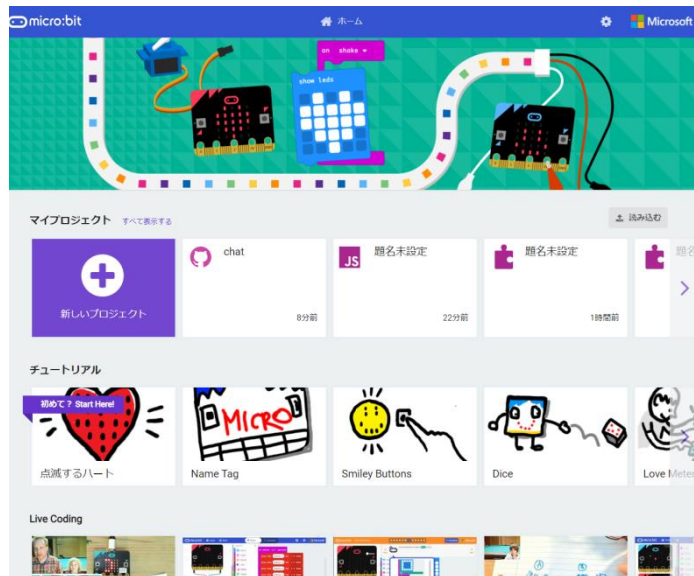 micro:bit
ホーム
Microsoft
on shake
show leds
マイプロジェクト すべて表示する
読み込む
新しいプロジェクト
chat
8分前
JS
題名未設定
22分前
題名未設定
1時間前
題名
チュートリアル
初めて？ Start Here!
点滅するハート
MICRO
Name Tag
Smiley Buttons
Dice
Love Meter
Live Coding